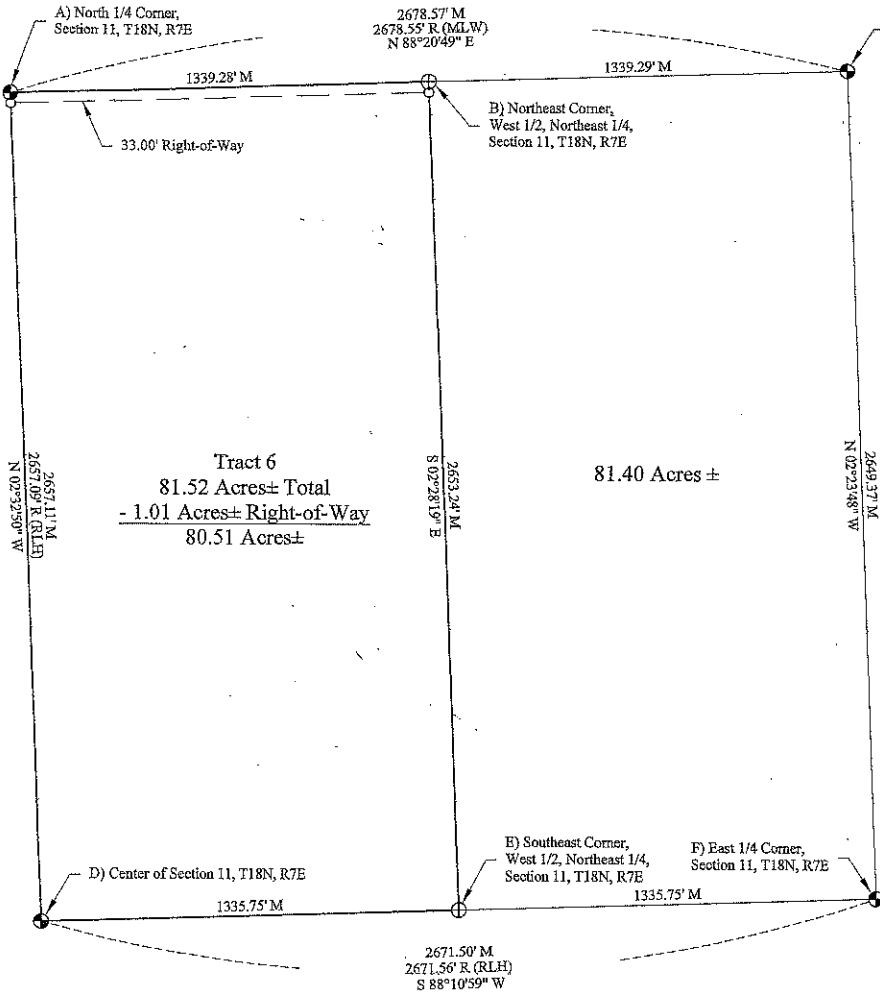 A) North 1/4 Corner,
Section 11, T18N, R7E
2678.57' M
2678.55' R (MLW)
N 88°20'49" E
1339.28' M
1339.29' M
33.00' Right-of-Way
B) Northeast Corner,
West 1/2, Northeast 1/4,
Section 11, T18N, R7E
2657.11' M
2657.09' R (RLH)
N 02°32'50" W
Tract 6
81.52 Acres± Total
- 1.01 Acres± Right-of-Way
80.51 Acres±
2653.24' M
S 02°28'19" E
81.40 Acres ±
2649.37' M
N 02°23'48" W
D) Center of Section 11, T18N, R7E
1335.75' M
E) Southeast Corner,
West 1/2, Northeast 1/4,
Section 11, T18N, R7E
F) East 1/4 Corner,
Section 11, T18N, R7E
1335.75' M
2671.50' M
2671.56' R (RLH)
S 88°10'59" W